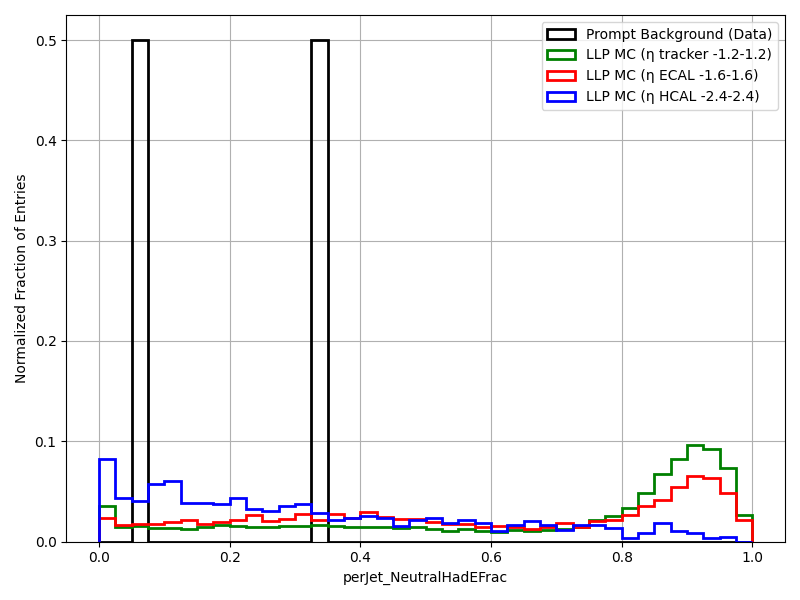 Prompt Background (Data)
LLP MC (η tracker -1.2-1.2)
LLP MC (η ECAL -1.6-1.6)
LLP MC (η HCAL -2.4-2.4)
Normalized Fraction of Entries
0.5
0.4
0.3
0.2
0.1
0.0
0.0 0.2 0.4 0.6 0.8 1.0
perJet_NeutralHadEFrac